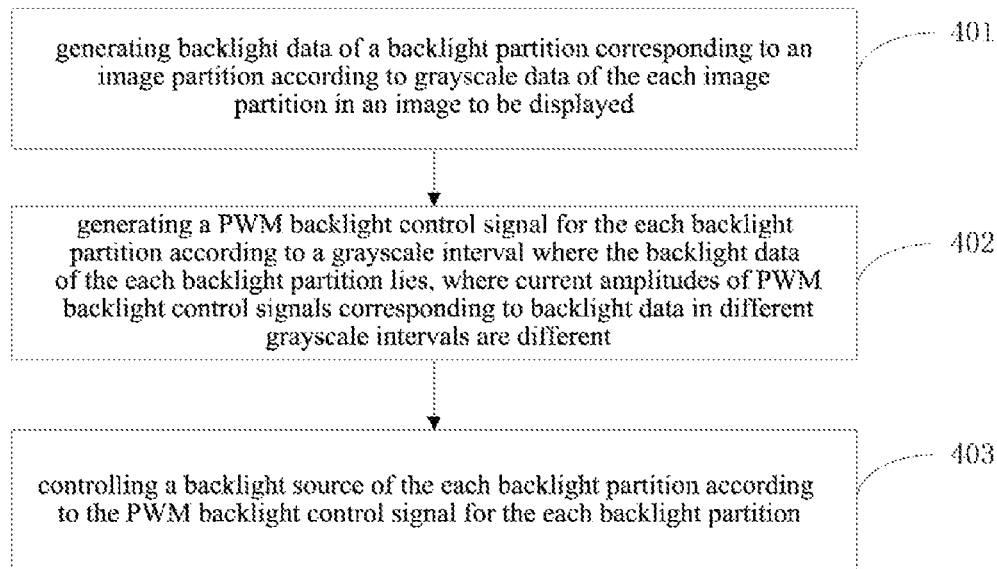 generating backlight data of a backlight partition corresponding to an
image partition according to grayscale data of the each image
partition in an image to be displayed
401
generating a PWM backlight control signal for the each backlight
partition according to a grayscale interval where the backlight data
of the each backlight partition lies, where current amplitudes of PWM
backlight control signals corresponding to backlight data in different
grayscale intervals are different
402
controlling a backlight source of the each backlight partition according
to the PWM backlight control signal for the each backlight partition
403